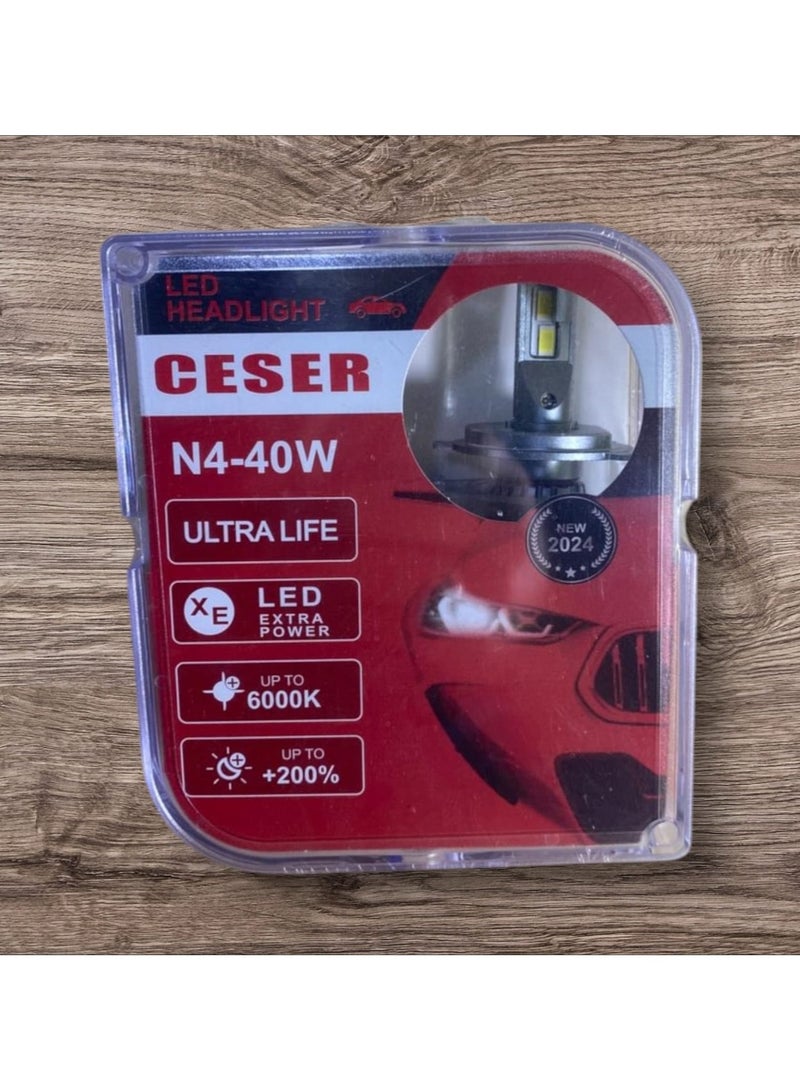 LED
HEADLIGHT
CESER
N4-40W
ULTRA LIFE
NEW
2024
XE
LED
EXTRA
POWER
UP TO
6000K
UP TO
+200%